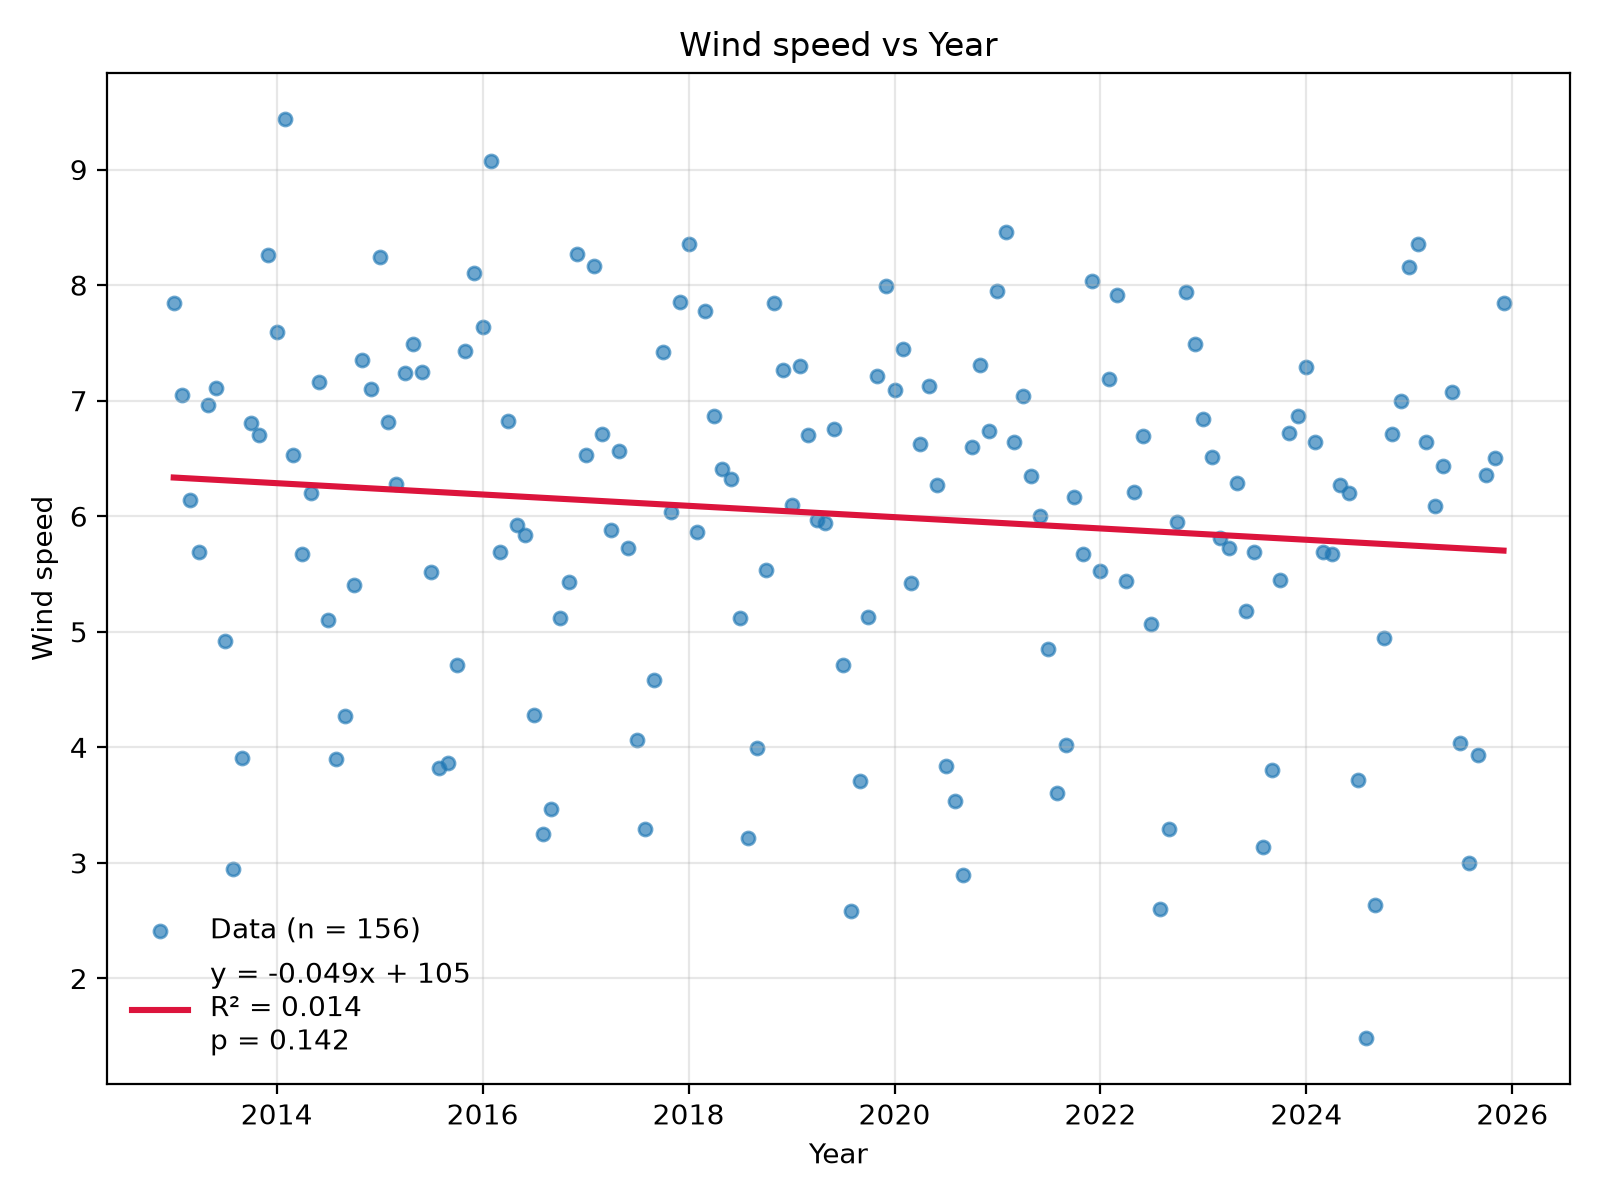 Wind speed vs Year
Wind speed
9
8
7
6
5
4
3
2
Data (n = 156)
y = -0.049x + 105
R² = 0.014
p = 0.142
2014 2016 2018 2020 2022 2024 2026
Year